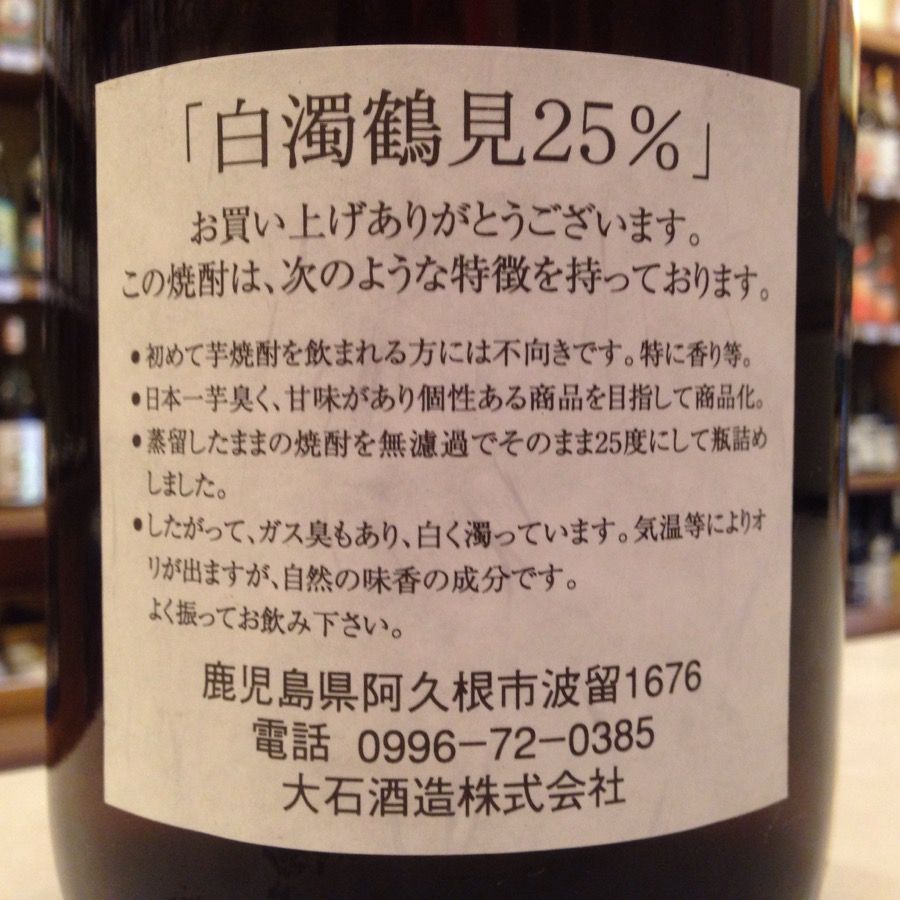 「白濁鶴見25%」
お買い上げありがとうございます。
この焼酎は、次のような特徴を持っております。
●初めて芋焼酎を飲まれる方には不向きです。特に香り等。
●日本一芋臭く、甘味があり個性ある商品を目指して商品化。
●蒸留したままの焼酎を無濾過でそのまま25度にして瓶詰め
しました。
●したがって、ガス臭もあり、白く濁っています。気温等によりオ
リが出ますが、自然の味香の成分です。
よく振ってお飲み下さい。
鹿児島県阿久根市波留1676
電話 0996-72-0385
大石酒造株式会社